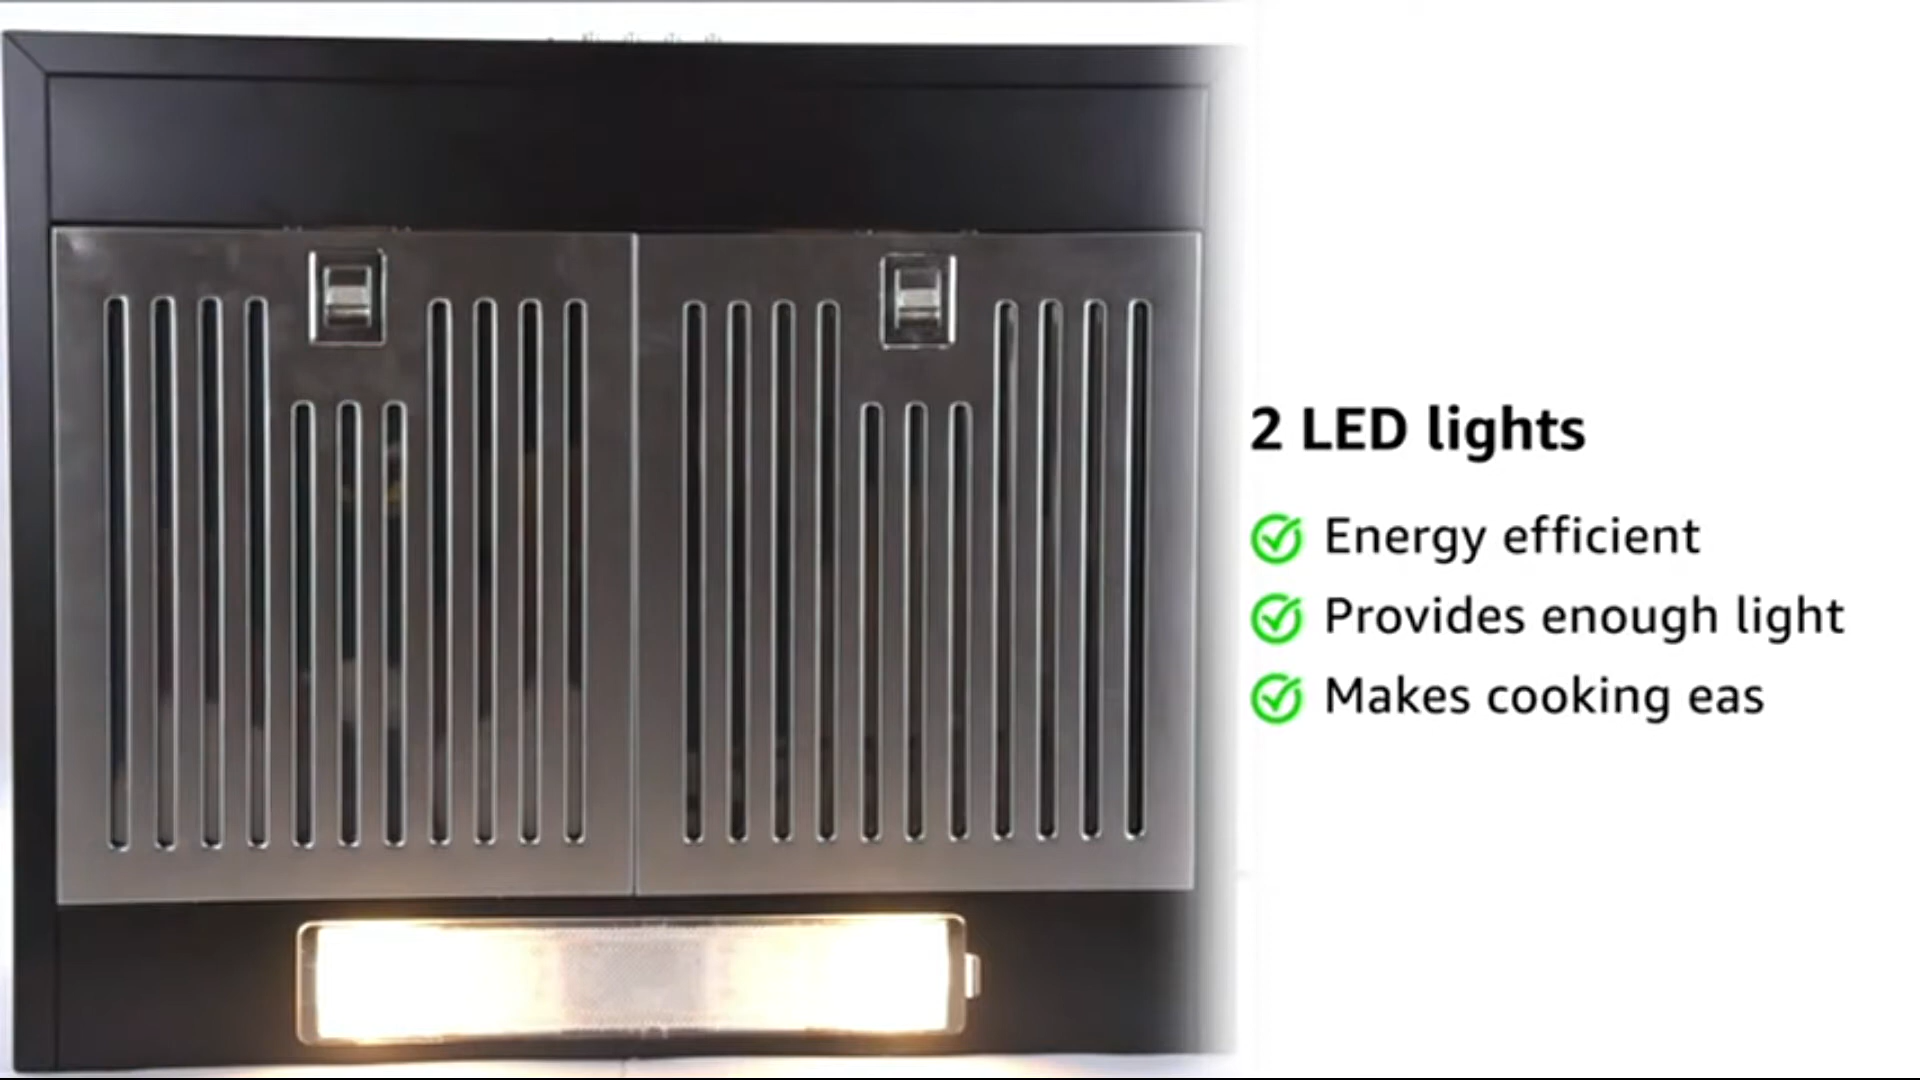 2 LED lights
Energy efficient
Provides enough light
Makes cooking eas